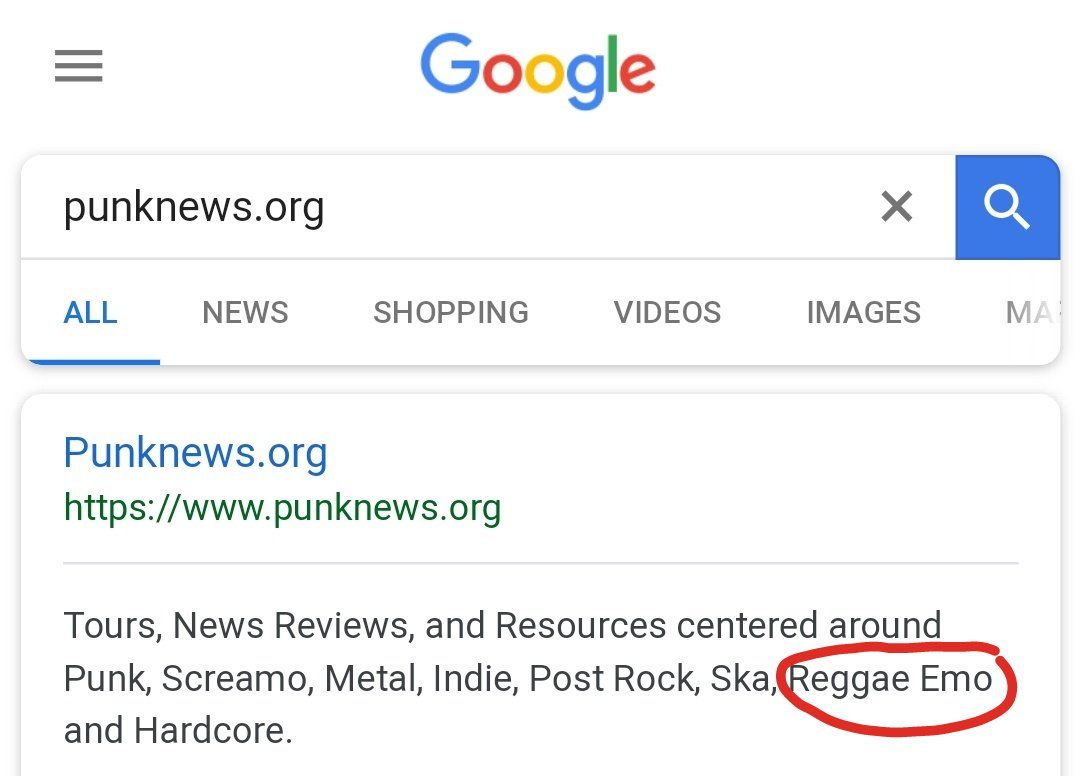 Google
punknews.org
ALL NEWS SHOPPING VIDEOS IMAGES MA
Punknews.org
https://www.punknews.org
Tours, News Reviews, and Resources centered around
Punk, Screamo, Metal, Indie, Post Rock, Ska, Reggae Emo
and Hardcore.